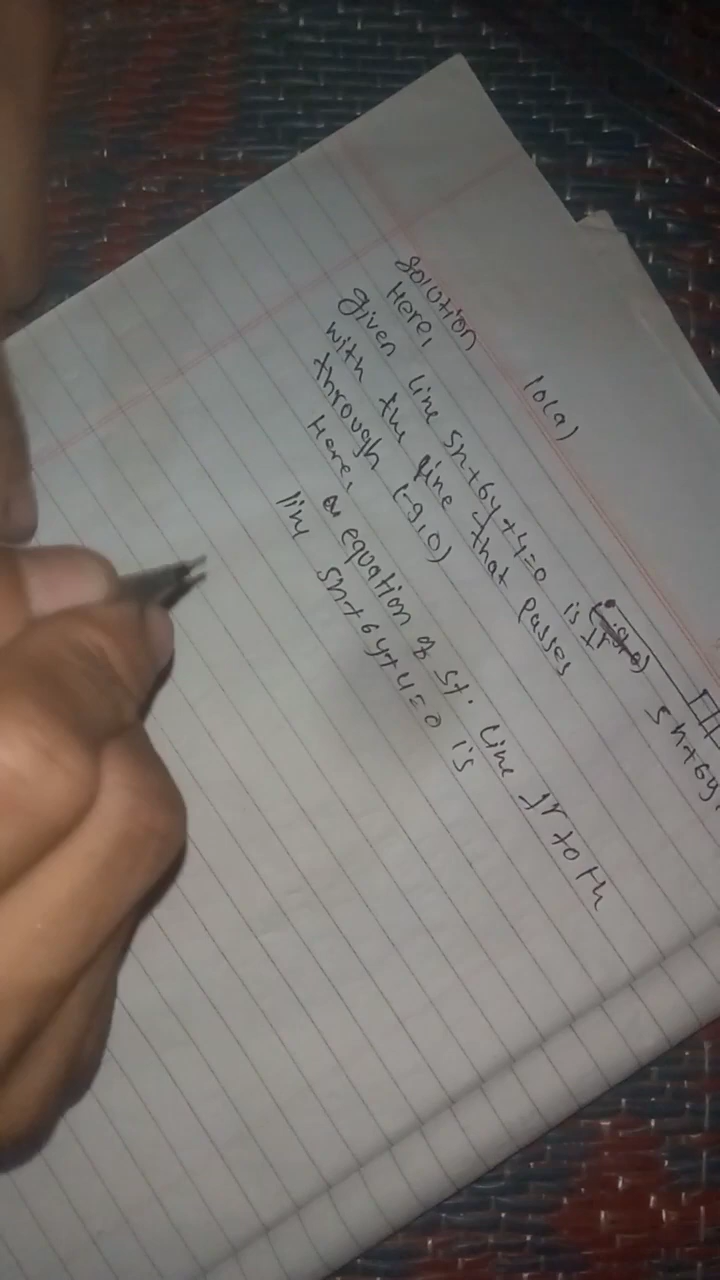 10(a)
5x+6y
solution
Here,
given line 5x+6y+4=0 is ⊥r
with the line that passes
through (-9,0)
Here,
equation of st. line ⊥r to th
line 5x+6y+4=0 is